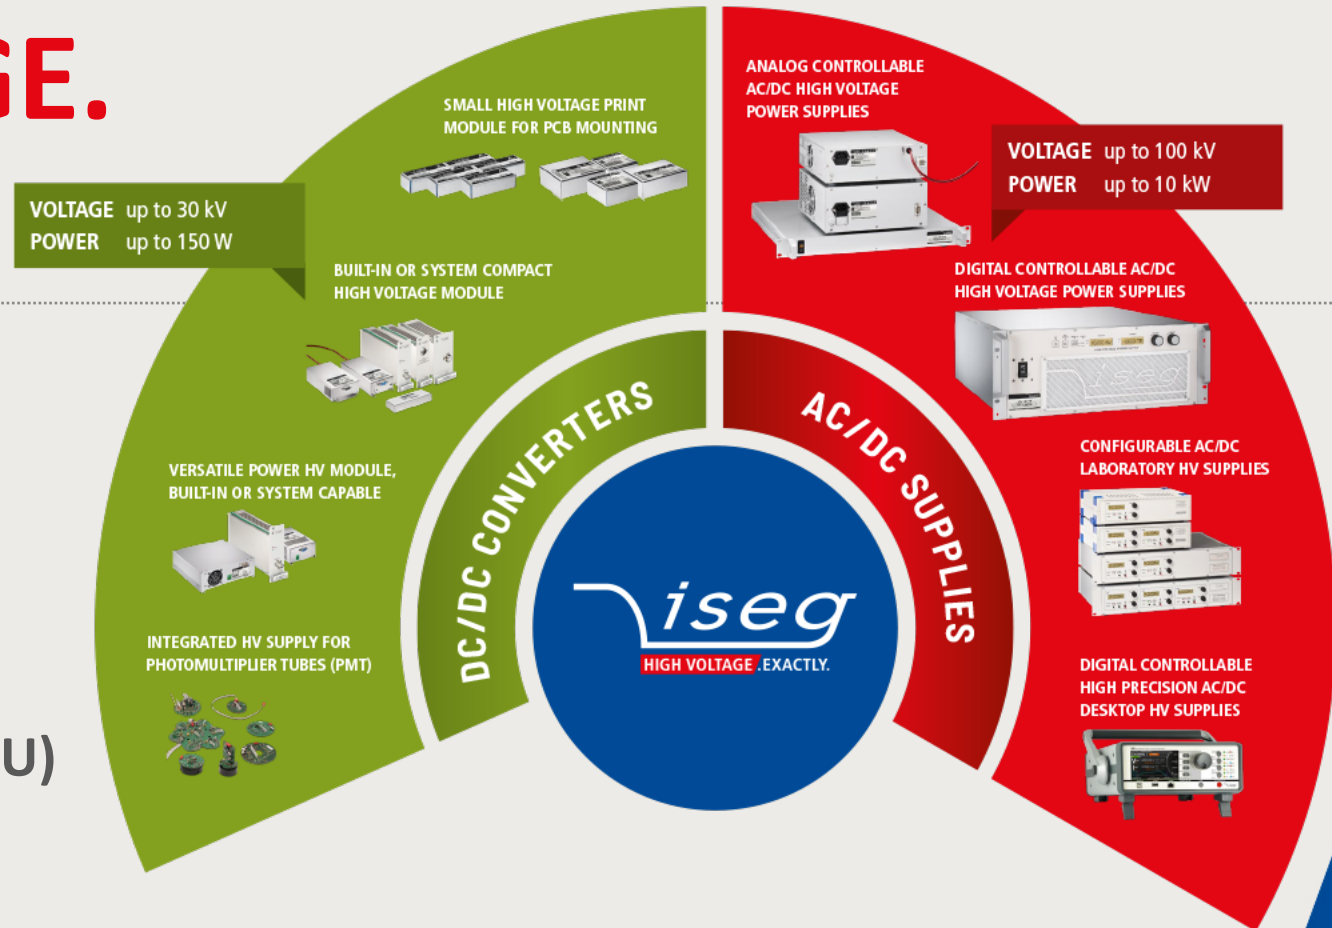 GE.
SMALL HIGH VOLTAGE PRINT
MODULE FOR PCB MOUNTING
VOLTAGE up to 30 kV
POWER up to 150 W
BUILT-IN OR SYSTEM COMPACT
HIGH VOLTAGE MODULE
VERSATILE POWER HV MODULE,
BUILT-IN OR SYSTEM CAPABLE
INTEGRATED HV SUPPLY FOR
PHOTOMULTIPLIER TUBES (PMT)
DC/DC CONVERTERS
U)
ANALOG CONTROLLABLE
AC/DC HIGH VOLTAGE
POWER SUPPLIES
VOLTAGE up to 100 kV
POWER up to 10 kW
DIGITAL CONTROLLABLE AC/DC
HIGH VOLTAGE POWER SUPPLIES
iseg
CONFIGURABLE AC/DC
LABORATORY HV SUPPLIES
DIGITAL CONTROLLABLE
HIGH PRECISION AC/DC
DESKTOP HV SUPPLIES
AC/DC SUPPLIES
iseg
HIGH VOLTAGE.EXACTLY.